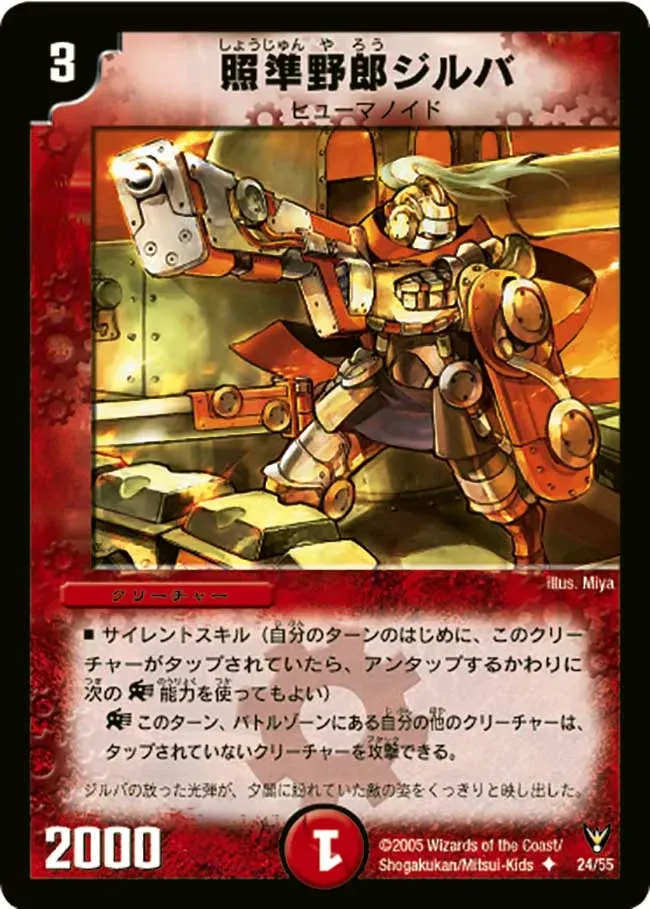 3
しょうじゅん や ろう
照準野郎ジルバ
ヒューマノイド
illus. Miya
クリーチャー
■ サイレントスキル（自分のターンのはじめに、このクリー
チャーがタップされていたら、アンタップするかわりに
次の 能力を使ってもよい）
このターン、バトルゾーンにある自分の他のクリーチャーは、
タップされていないクリーチャーを攻撃できる。
ジルバの放った光弾が、夕闇に紛れていた敵の姿をくっきりと映し出した。
2000
1
©2005 Wizards of the Coast/
Shogakukan/Mitsui-Kids
24/55